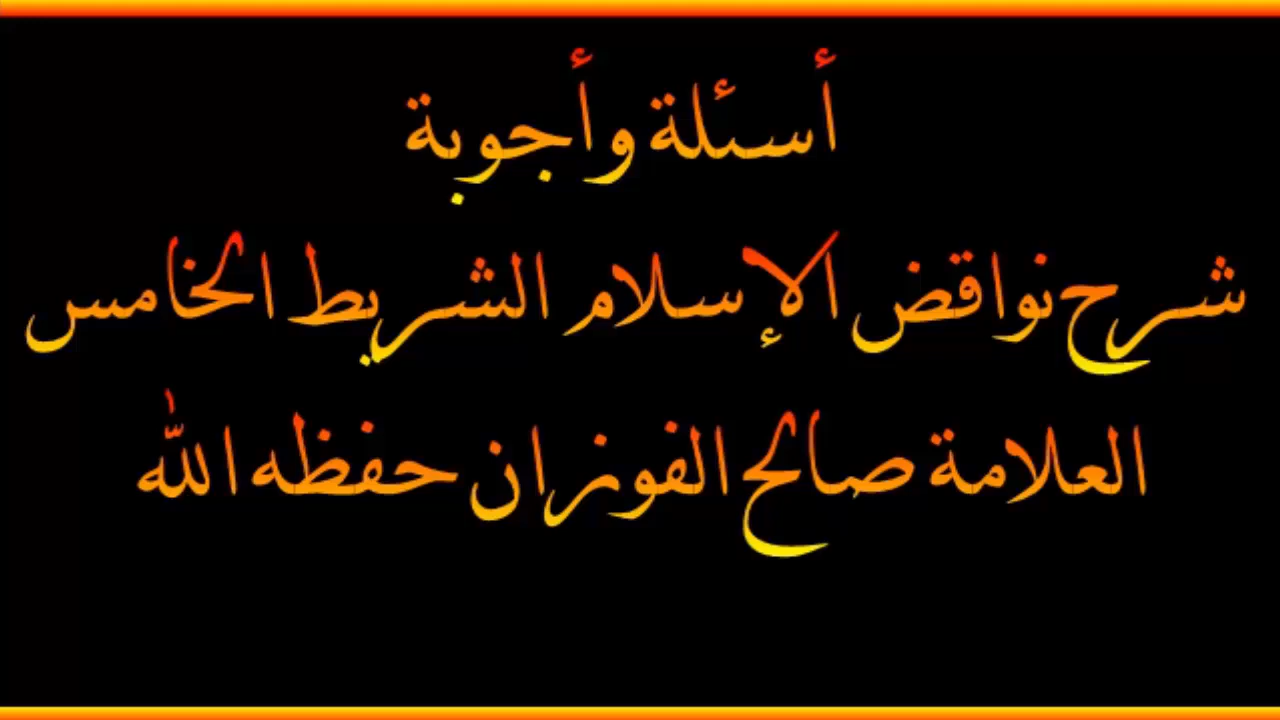 أسئلة وأجوبة
شرح نواقض الإسلام الشريط الخامس
العلامة صالح الفوزان حفظه الله